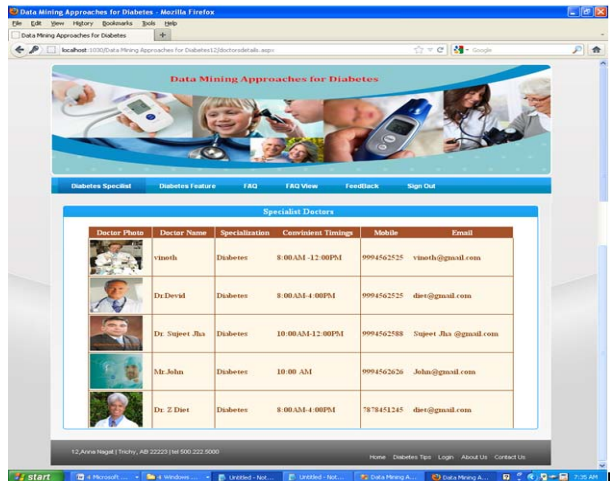 Data Mining Approaches for Diabetes - Mozilla Firefox
File Edit View History Bookmarks Tools Help
Data Mining Approaches for Diabetes
localhost:1030/Data Mining Approaches for Diabetes12/doctorsdetails.aspx
Google
Data Mining Approaches for Diabetes
Diabetes Specilist Diabetes Feature FAQ FAQ View FeedBack Sign Out
Specialist Doctors
Doctor Photo Doctor Name Specialization Convinient Timings Mobile Email
vinoth Diabetes 8:00AM -12:00PM 9994562525 vinoth@gmail.com
Dr.Devid Diabetes 8:00AM-4:00PM 9994562525 diet@gmail.com
Dr. Sujeet Jha Diabetes 10:00AM-12:00PM 9994562588 Sujeet Jha @gmail.com
Mr.John Diabetes 10:00 AM 9994562626 John@gmail.com
Dr. Z Diet Diabetes 8:00AM-4:00PM 7878451245 diet@gmail.com
12,Anna Nagat | Trichy, AB 22223 | tel 500.222.5000
Home Diabetes Tips Login About Us Contact Us
start 4 Microsoft ... 4 Windows ... Untitled - Not... Untitled - Not... Data Mining A... Data Mining A... 7:35 AM